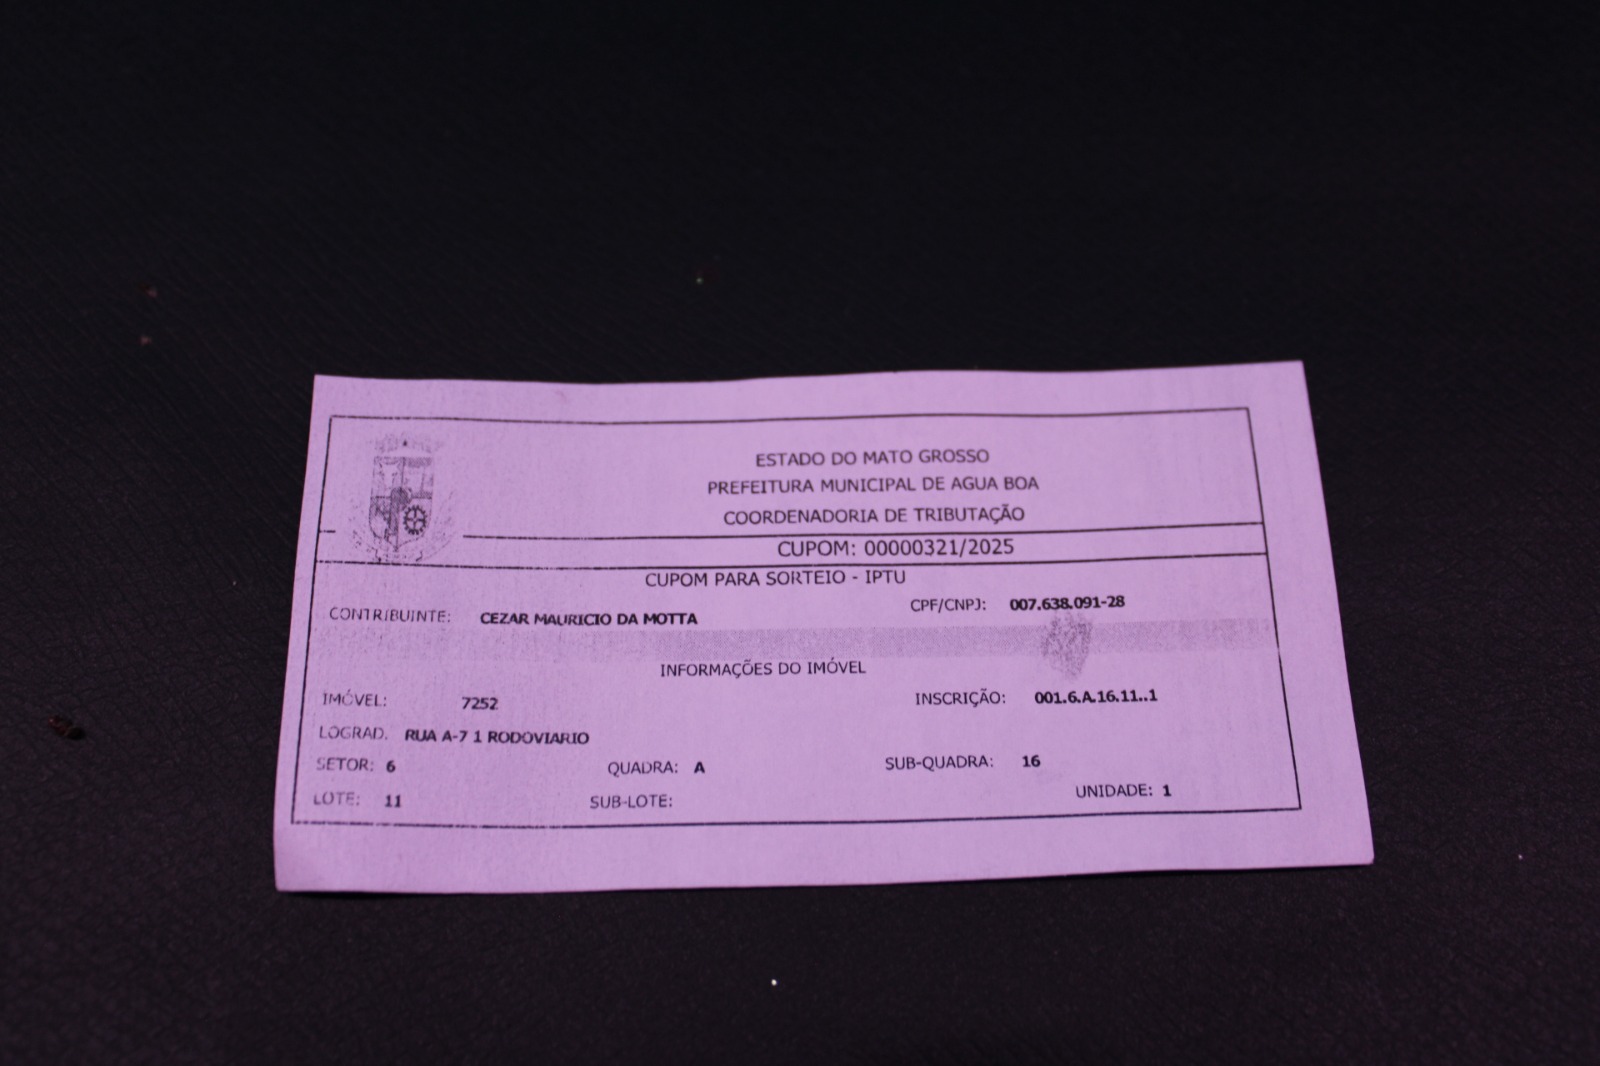 ESTADO DO MATO GROSSO
PREFEITURA MUNICIPAL DE AGUA BOA
COORDENADORIA DE TRIBUTAÇÃO
CUPOM: 00000321/2025
CUPOM PARA SORTEIO - IPTU
CONTRIBUINTE: CEZAR MAURICIO DA MOTTA CPF/CNPJ: 007.638.091-28
INFORMAÇÕES DO IMÓVEL
IMÓVEL: 7252 INSCRIÇÃO: 001.6.A.16.11..1
LOGRAD. RUA A-7 1 RODOVIARIO
SETOR: 6 QUADRA: A SUB-QUADRA: 16
LOTE: 11 SUB-LOTE: UNIDADE: 1